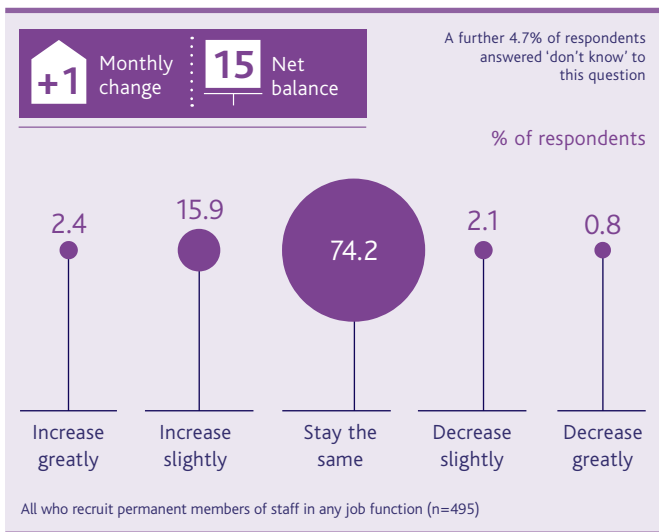 +1 Monthly
change
15 Net
balance
A further 4.7% of respondents
answered 'don't know' to
this question
% of respondents
2.4
15.9
74.2
2.1
0.8
Increase
greatly
Increase
slightly
Stay the
same
Decrease
slightly
Decrease
greatly
All who recruit permanent members of staff in any job function (n=495)